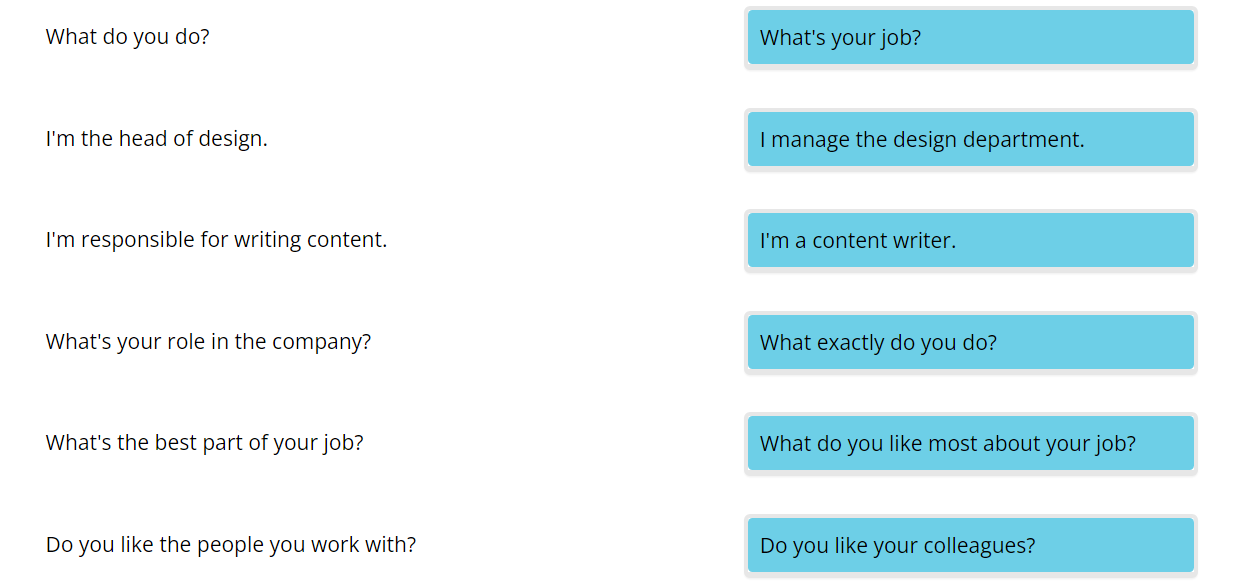 What do you do?
What's your job?
I'm the head of design.
I manage the design department.
I'm responsible for writing content.
I'm a content writer.
What's your role in the company?
What exactly do you do?
What's the best part of your job?
What do you like most about your job?
Do you like the people you work with?
Do you like your colleagues?